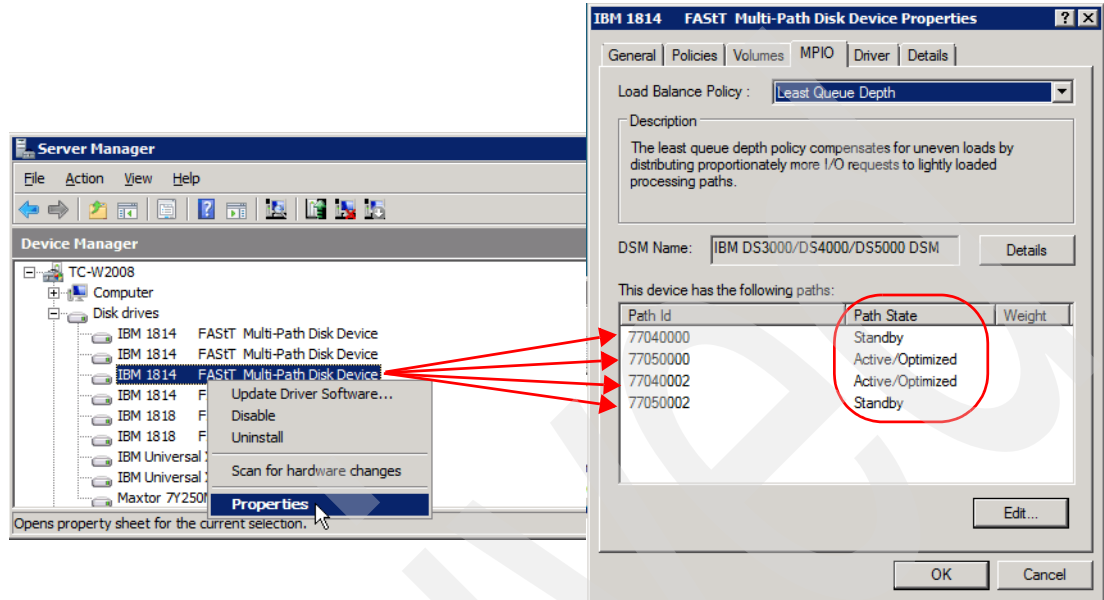 Server Manager
File Action View Help
Device Manager
TC-W2008
Computer
Disk drives
IBM 1814 FAStT Multi-Path Disk Device
IBM 1814 FAStT Multi-Path Disk Device
IBM 1814 FAStT Multi-Path Disk Device
IBM 1814 F
IBM 1818 F
IBM 1818 F
IBM Universal
IBM Universal
Maxtor 7Y250
Update Driver Software...
Disable
Uninstall
Scan for hardware changes
Properties
Opens property sheet for the current selection.
IBM 1814 FAStT Multi-Path Disk Device Properties
General Policies Volumes MPIO Driver Details
Load Balance Policy : Least Queue Depth
Description
The least queue depth policy compensates for uneven loads by
distributing proportionately more I/O requests to lightly loaded
processing paths.
DSM Name: IBM DS3000/DS4000/DS5000 DSM Details
This device has the following paths:
Path Id Path State Weight
77040000 Standby
77050000 Active/Optimized
77040002 Active/Optimized
77050002 Standby
Edit...
OK Cancel